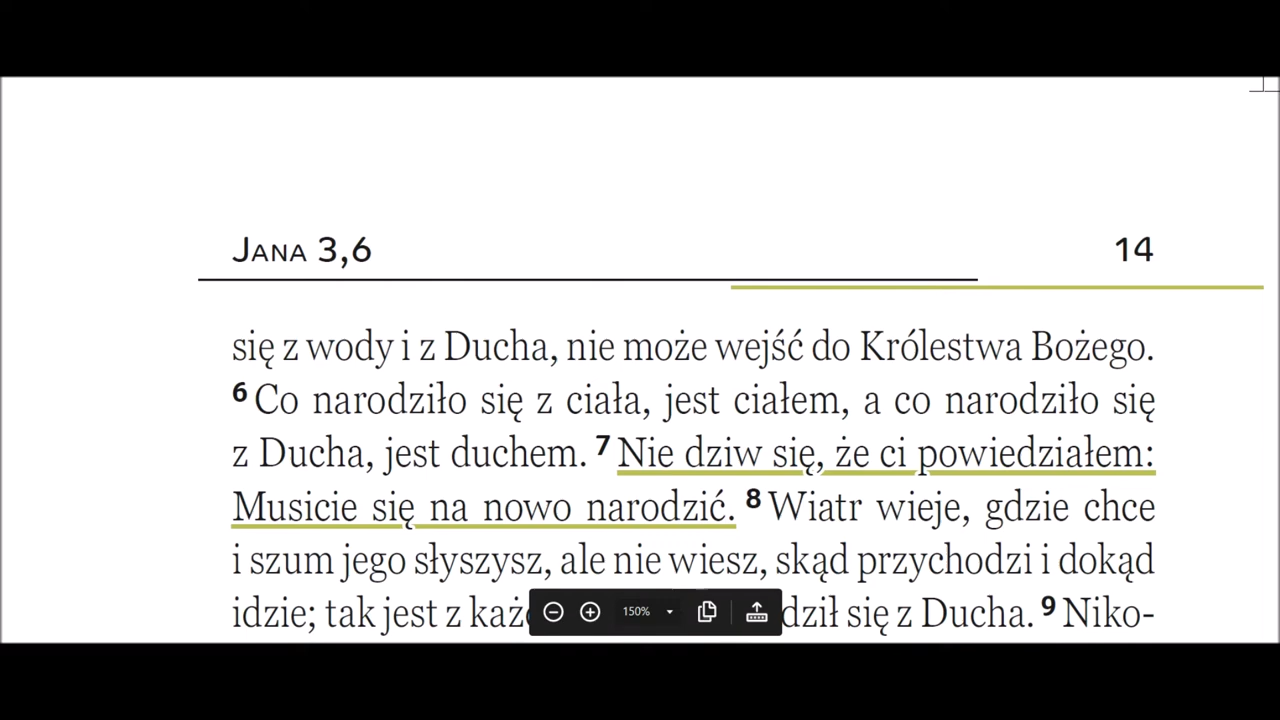 Jana 3,6 14
się z wody i z Ducha, nie może wejść do Królestwa Bożego.
6 Co narodziło się z ciała, jest ciałem, a co narodziło się
z Ducha, jest duchem. 7 Nie dziw się, że ci powiedziałem:
Musicie się na nowo narodzić. 8 Wiatr wieje, gdzie chce
i szum jego słyszysz, ale nie wiesz, skąd przychodzi i dokąd
idzie; tak jest z każ dził się z Ducha. 9 Niko-
150%